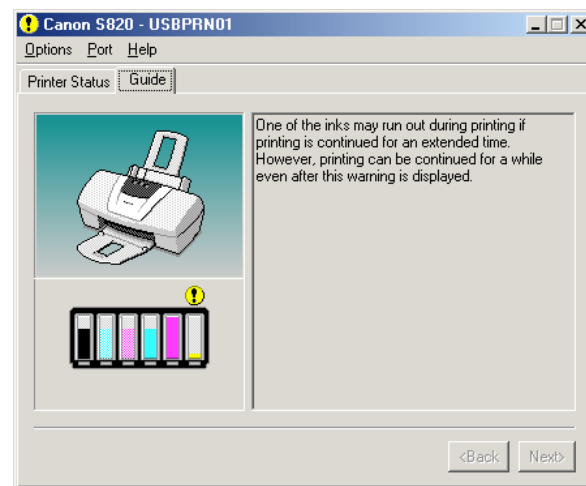 Canon S820 - USBPRN01
Options Port Help
Printer Status Guide
One of the inks may run out during printing if
printing is continued for an extended time.
However, printing can be continued for a while
even after this warning is displayed.
<Back Next>